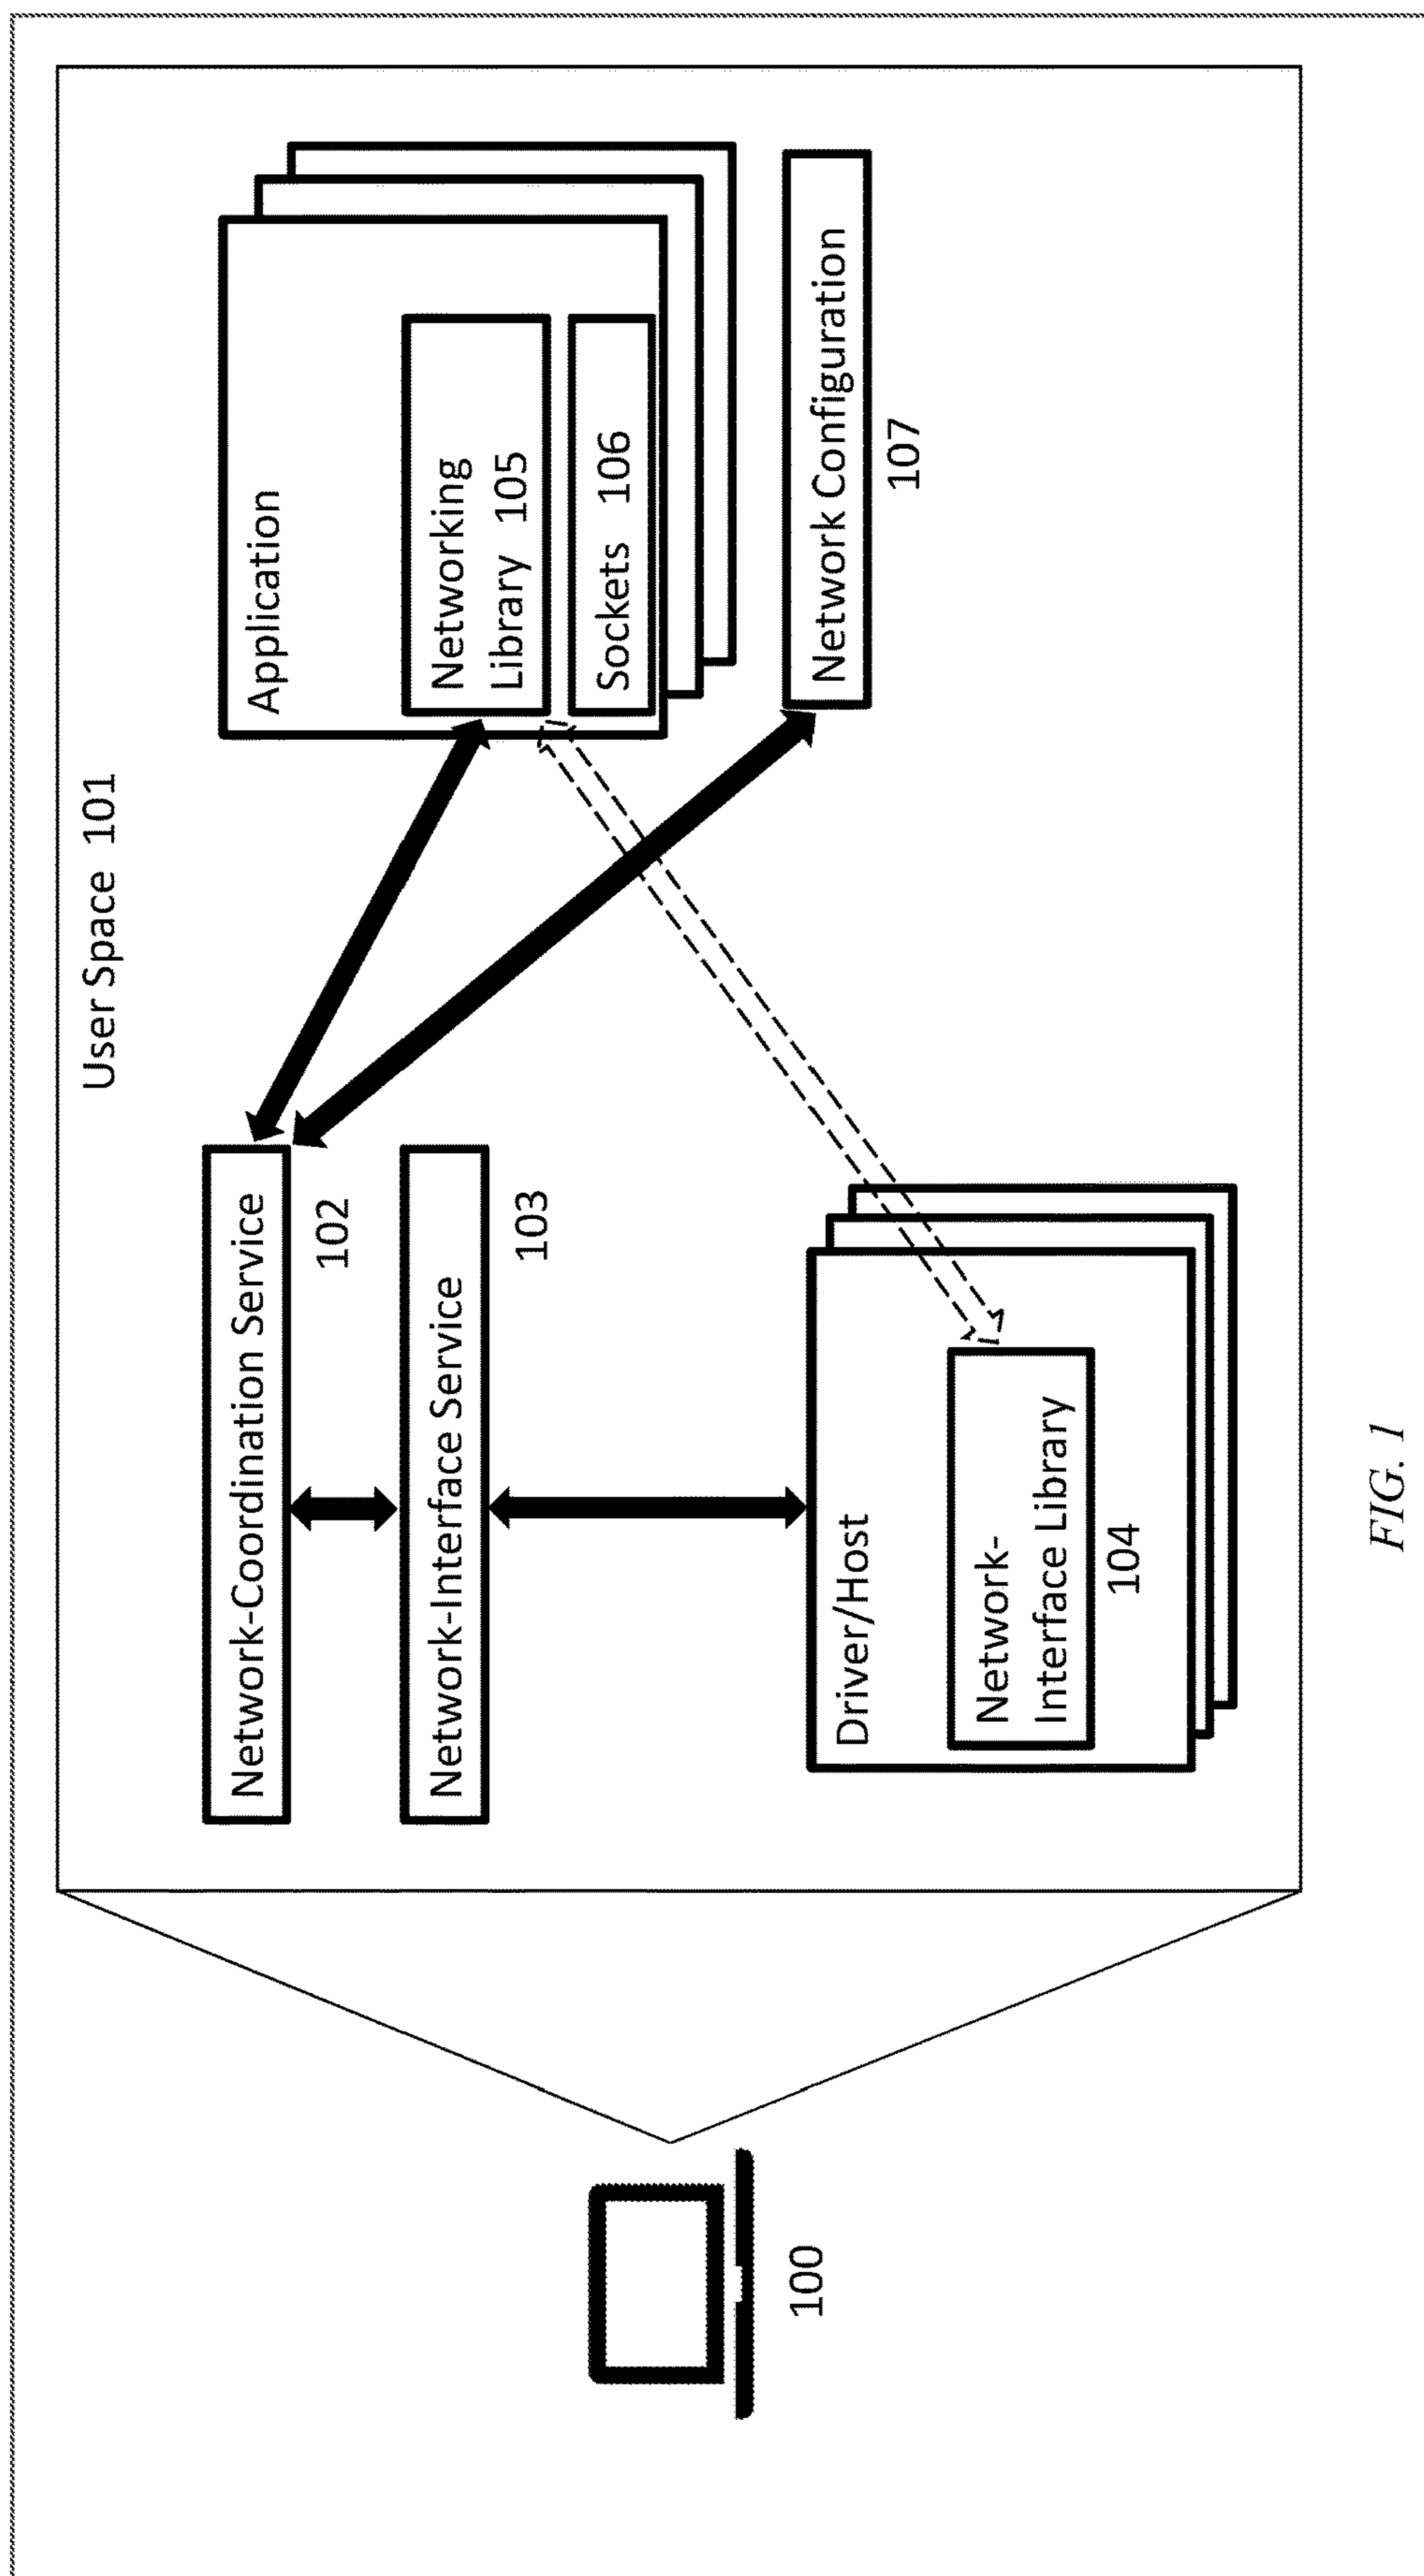 User Space 101
Network-Coordination Service
102
Network-Interface Service
103
Driver/Host
Network-
Interface Library
104
Application
Networking
Library 105
Sockets 106
Network Configuration
107
100
FIG. 1